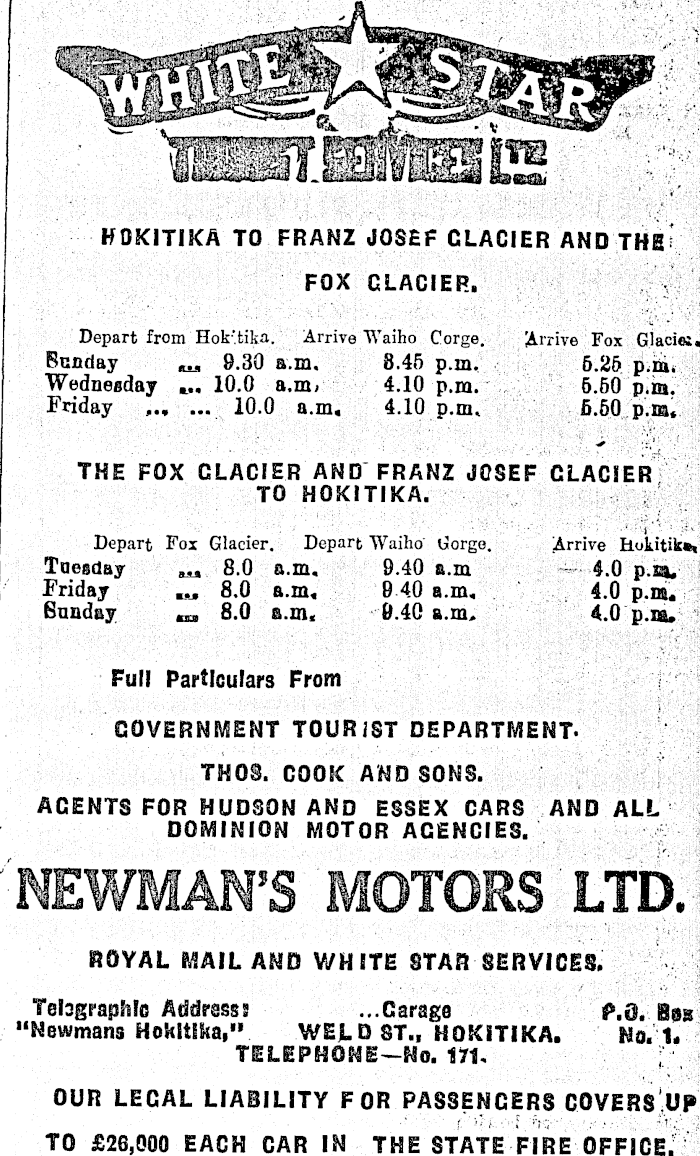 WHITE STAR
HOKITIKA TO FRANZ JOSEF GLACIER AND THE
FOX GLACIER.
Depart from Hokitika. Arrive Waiho Gorge. Arrive Fox Glacier.
Sunday ... 9.30 a.m. 3.45 p.m. 5.25 p.m.
Wednesday ... 10.0 a.m. 4.10 p.m. 5.50 p.m.
Friday ... ... 10.0 a.m. 4.10 p.m. 5.50 p.m.
THE FOX GLACIER AND FRANZ JOSEF GLACIER
TO HOKITIKA.
Depart Fox Glacier. Depart Waiho Gorge. Arrive Hokitika.
Tuesday ... 8.0 a.m. 9.40 a.m 4.0 p.m.
Friday ... 8.0 a.m. 9.40 a.m. 4.0 p.m.
Sunday ... 8.0 a.m. 9.40 a.m. 4.0 p.m.
Full Particulars From
GOVERNMENT TOURIST DEPARTMENT.
THOS. COOK AND SONS.
AGENTS FOR HUDSON AND ESSEX CARS AND ALL
DOMINION MOTOR AGENCIES.
NEWMAN'S MOTORS LTD.
ROYAL MAIL AND WHITE STAR SERVICES.
Telegraphic Address: ...Garage P.O. Box
"Newmans Hokitika," WELD ST., HOKITIKA. No. 1.
TELEPHONE—No. 171.
OUR LEGAL LIABILITY FOR PASSENGERS COVERS UP
TO £26,000 EACH CAR IN THE STATE FIRE OFFICE.